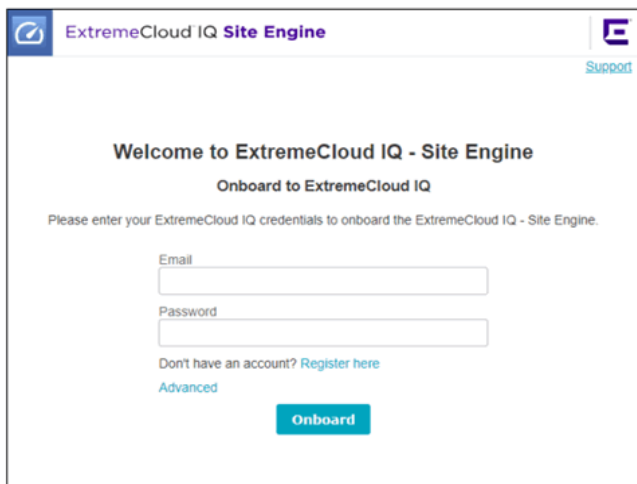 ExtremeCloud IQ Site Engine
Support
Welcome to ExtremeCloud IQ - Site Engine
Onboard to ExtremeCloud IQ
Please enter your ExtremeCloud IQ credentials to onboard the ExtremeCloud IQ - Site Engine.
Email
Password
Don't have an account? Register here
Advanced
Onboard